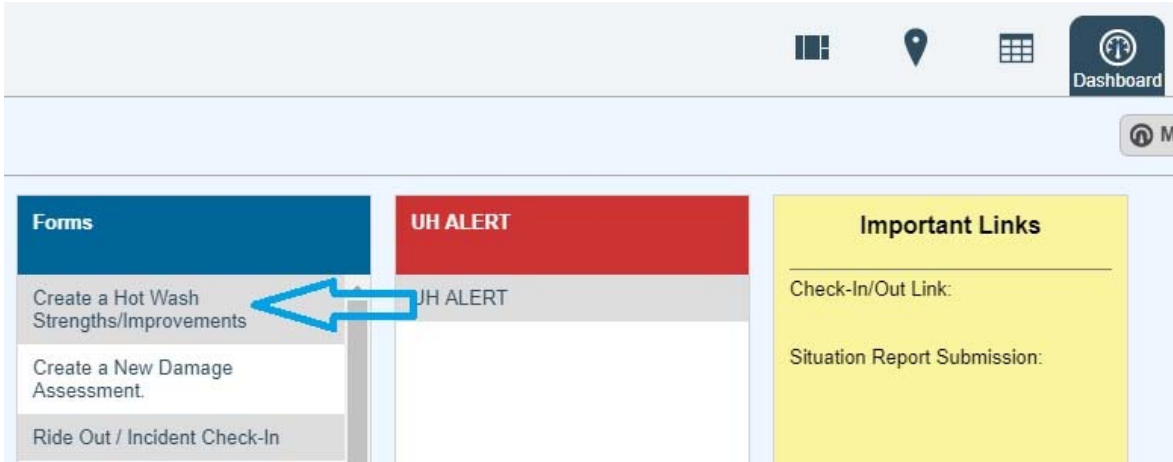 Dashboard
M
Forms
Create a Hot Wash
Strengths/Improvements
Create a New Damage
Assessment.
Ride Out / Incident Check-In
UH ALERT
UH ALERT
Important Links
Check-In/Out Link:
Situation Report Submission: